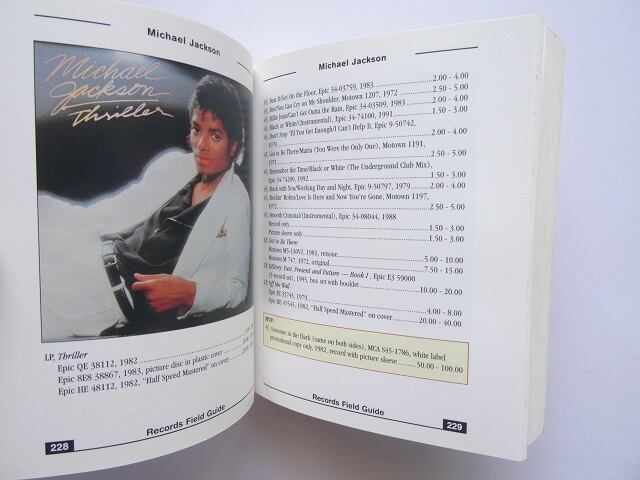 Michael Jackson
Michael
Jackson
Thriller
LP, Thriller
Epic QE 38112, 1982
Epic 8E8 38867, 1983, picture disc in plastic cover
Epic HE 48112, 1982, "Half Speed Mastered" on cover
228
Records Field Guide
Michael Jackson
45, Beat It/Get on the Floor, Epic 34-03759, 1983 2.00 - 4.00
45, Ben/You Can Cry on My Shoulder, Motown 1207, 1972 2.50 - 5.00
45, Billie Jean/Can't Get Outta the Rain, Epic 34-03509, 1983 2.00 - 4.00
45, Black or White/(Instrumental), Epic 34-74100, 1991 1.50 - 3.00
45, Don't Stop 'Til You Get Enough/I Can't Help It, Epic 9-50742,
1979 2.00 - 4.00
45, Got to Be There/Maria (You Were the Only One), Motown 1191,
1971 2.50 - 5.00
45, Remember the Time/Black or White (The Underground Club Mix),
Epic 34-74200, 1992 1.50 - 3.00
45, Rock with You/Working Day and Night, Epic 9-50797, 1979 2.00 - 4.00
45, Rockin' Robin/Love Is Here and Now You're Gone, Motown 1197,
1972 2.50 - 5.00
45, Smooth Criminal/(Instrumental), Epic 34-08044, 1988
Record only 1.50 - 3.00
Picture sleeve only 1.50 - 3.00
LP, Got to Be There
Motown M5-130V1, 1981, reissue 5.00 - 10.00
Motown M 747, 1972, original 7.50 - 15.00
LP, HIStory: Past, Present and Future — Book I, Epic E3 59000
(3-record set), 1995, box set with booklet 10.00 - 20.00
LP, Off the Wall
Epic FE 35745, 1979 4.00 - 8.00
Epic HE 47545, 1982, "Half Speed Mastered" on cover 20.00 - 40.00
MVP:
45, Someone in the Dark (same on both sides), MCA S45-1786, white label
promotional copy only, 1982, record with picture sleeve 50.00 - 100.00
Records Field Guide
229